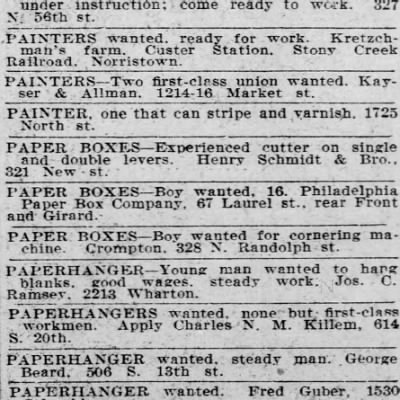 under instruction; come ready to work. 327
N. 56th st.
PAINTERS wanted, ready for work. Kretzch-
man's farm. Custer Station. Stony Creek
Railroad. Norristown.
PAINTERS—Two first-class union wanted. Kay-
ser & Allman, 1214-16 Market st.
PAINTER, one that can stripe and varnish. 1725
North st.
PAPER BOXES—Experienced cutter on single
and double levers. Henry Schmidt & Bro.,
321 New st.
PAPER BOXES—Boy wanted, 16. Philadelphia
Paper Box Company, 67 Laurel st., rear Front
and Girard.
PAPER BOXES—Boy wanted for cornering ma-
chine. Crompton, 328 N. Randolph st.
PAPERHANGER—Young man wanted to hang
blanks, good wages, steady work. Jos. C.
Ramsey, 2213 Wharton.
PAPERHANGERS wanted, none but first-class
workmen. Apply Charles N. M. Killem, 614
S. 20th.
PAPERHANGER wanted, steady man. George
Beard, 506 S. 13th st.
PAPERHANGER wanted. Fred Guber, 1530